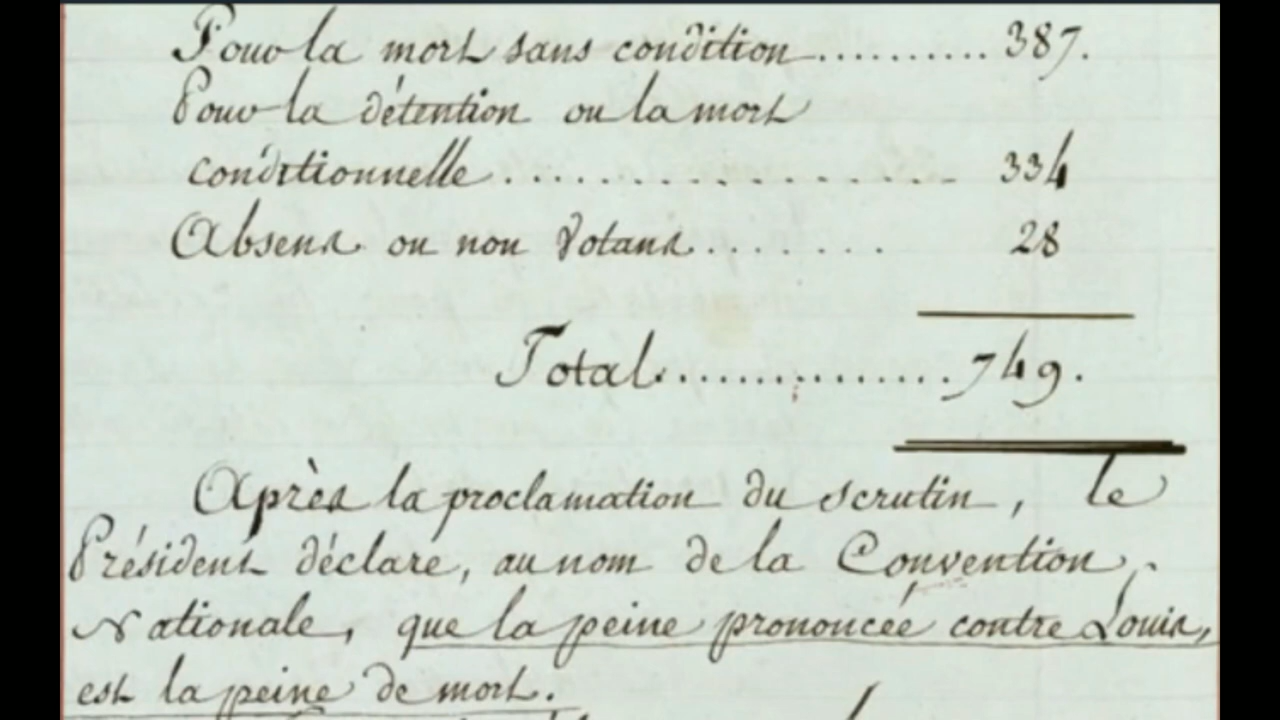 Pour la mort sans condition .......... 387.
Pour la détention ou la mort
conditionnelle .................. 334
Absens ou non Votans ........ 28
Total ............... 749.
Après la proclamation du scrutin, le
Président déclare, au nom de la Convention
Nationale, que la peine prononcée contre Louis,
est la peine de mort.